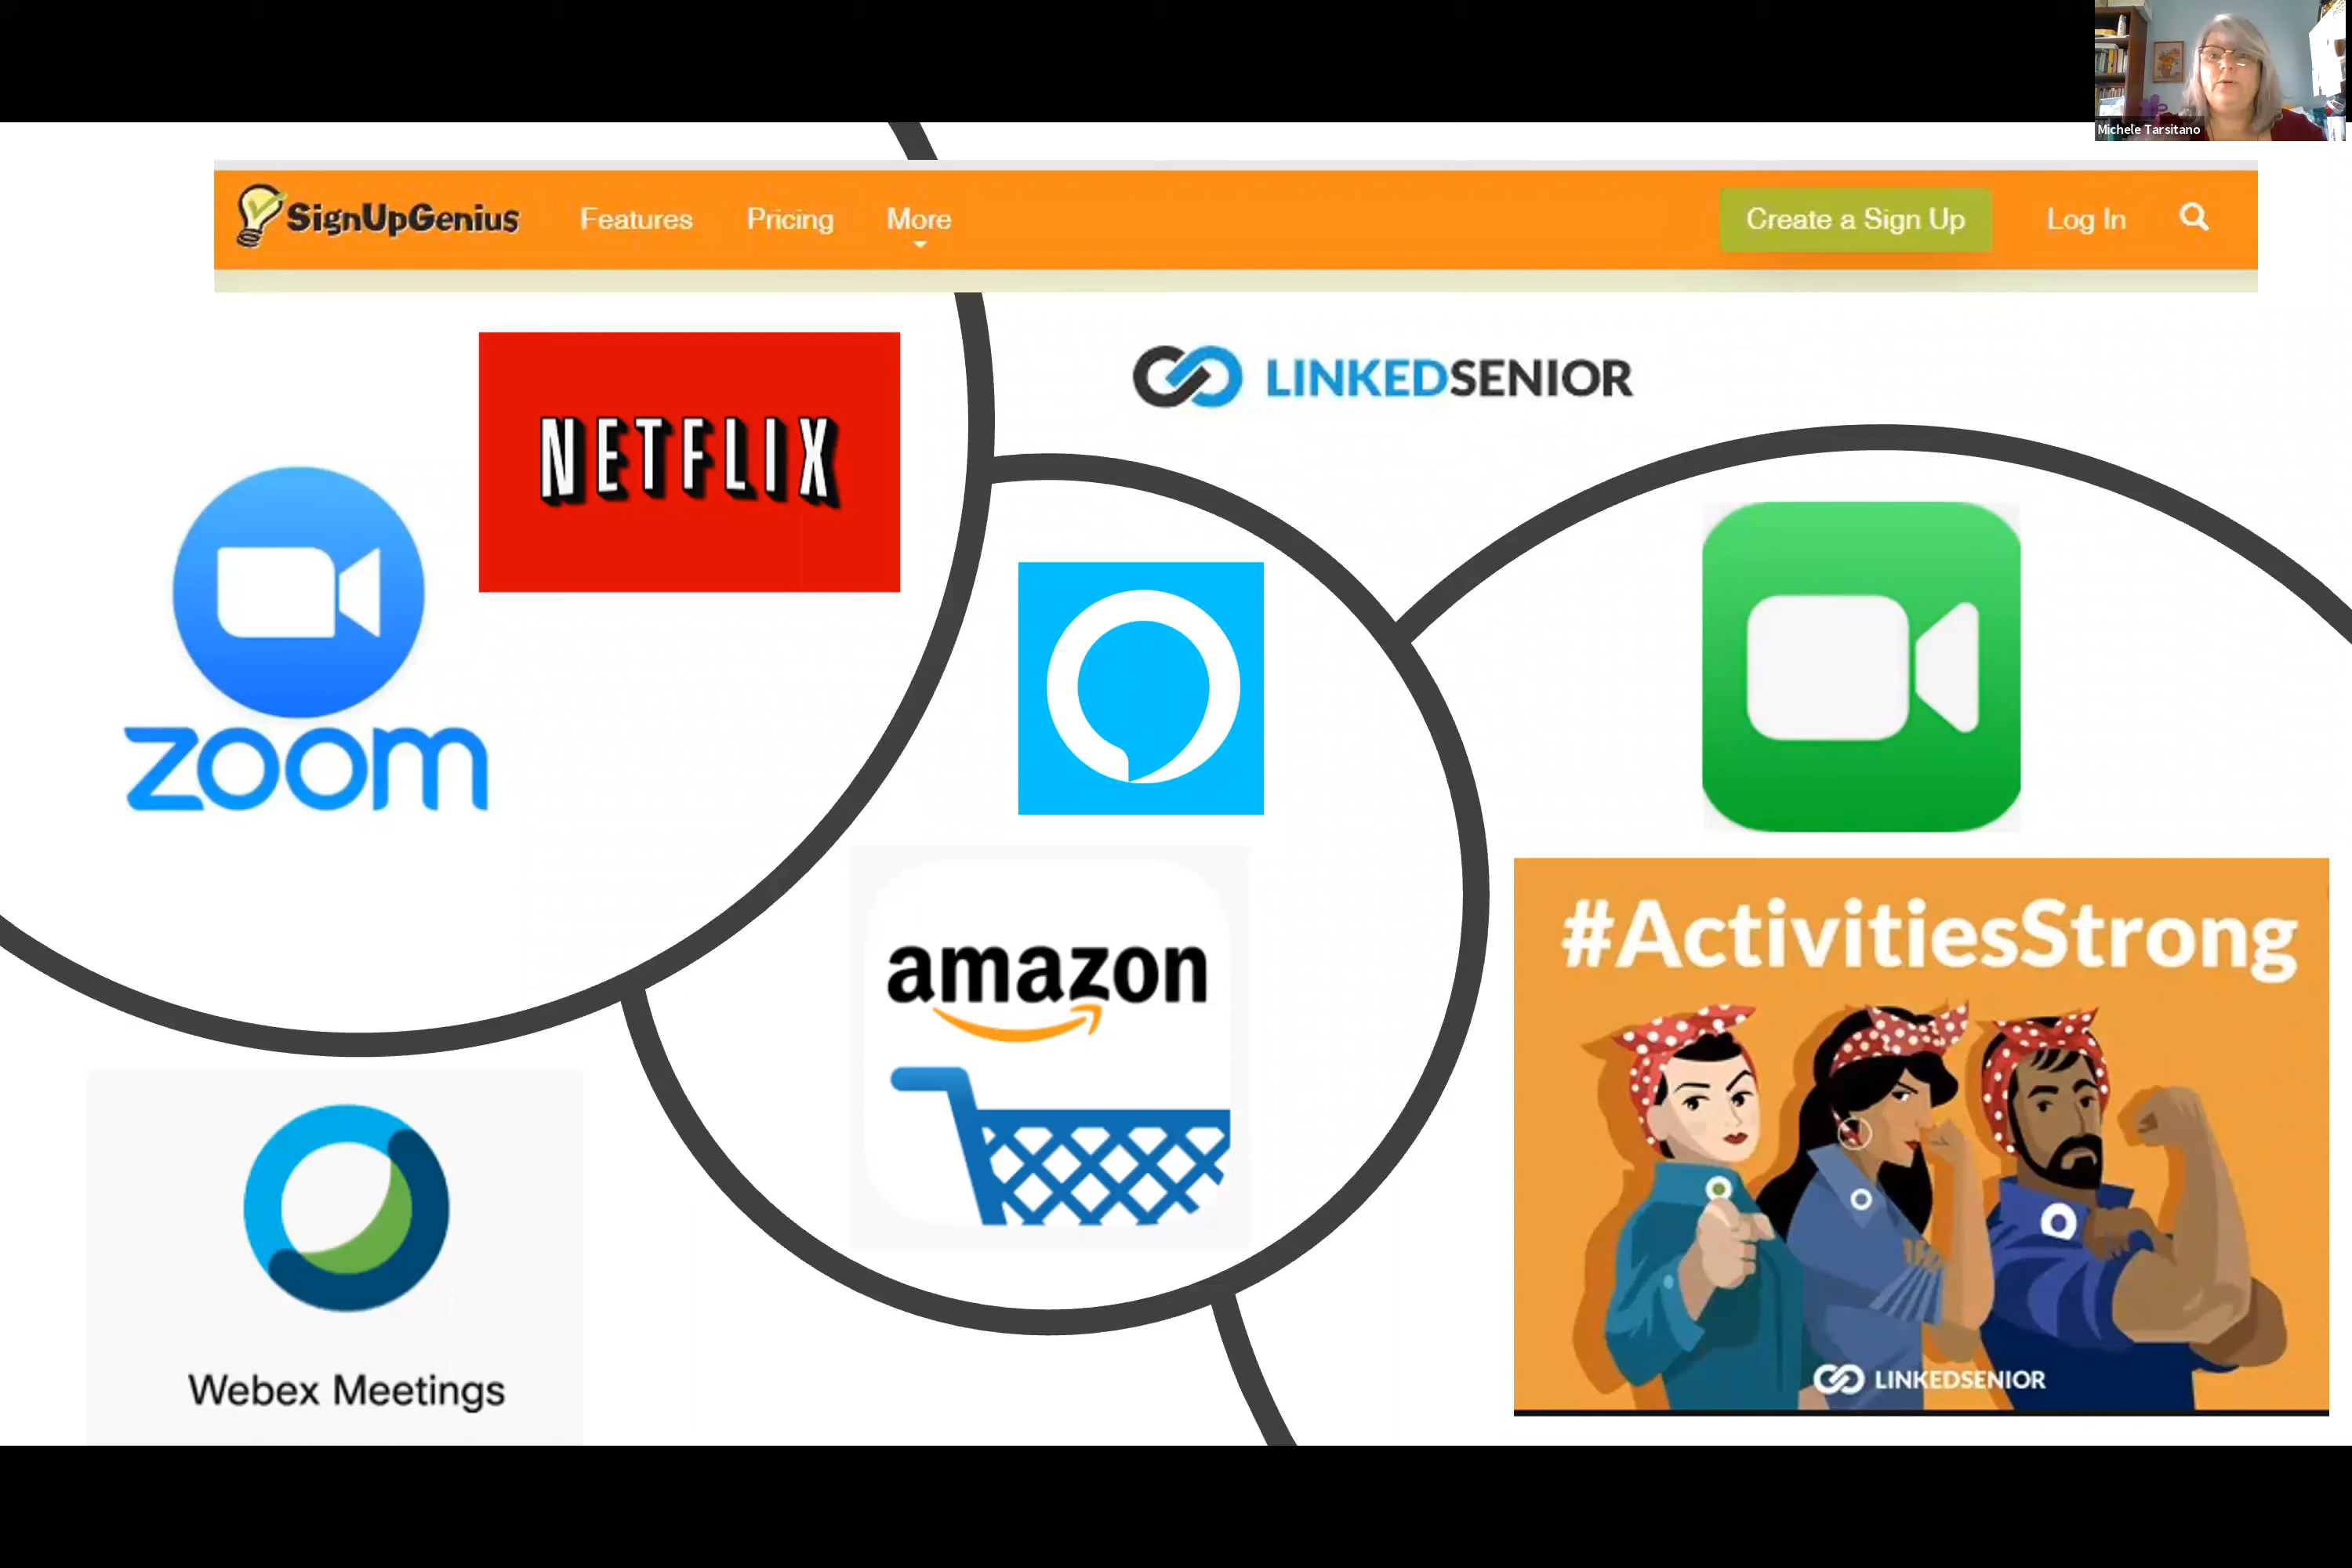 Michele Tarsitano
SignUpGenius Features Pricing More Create a Sign Up Log In
LINKEDSENIOR
NETFLIX
zoom
amazon
#ActivitiesStrong
LINKEDSENIOR
Webex Meetings